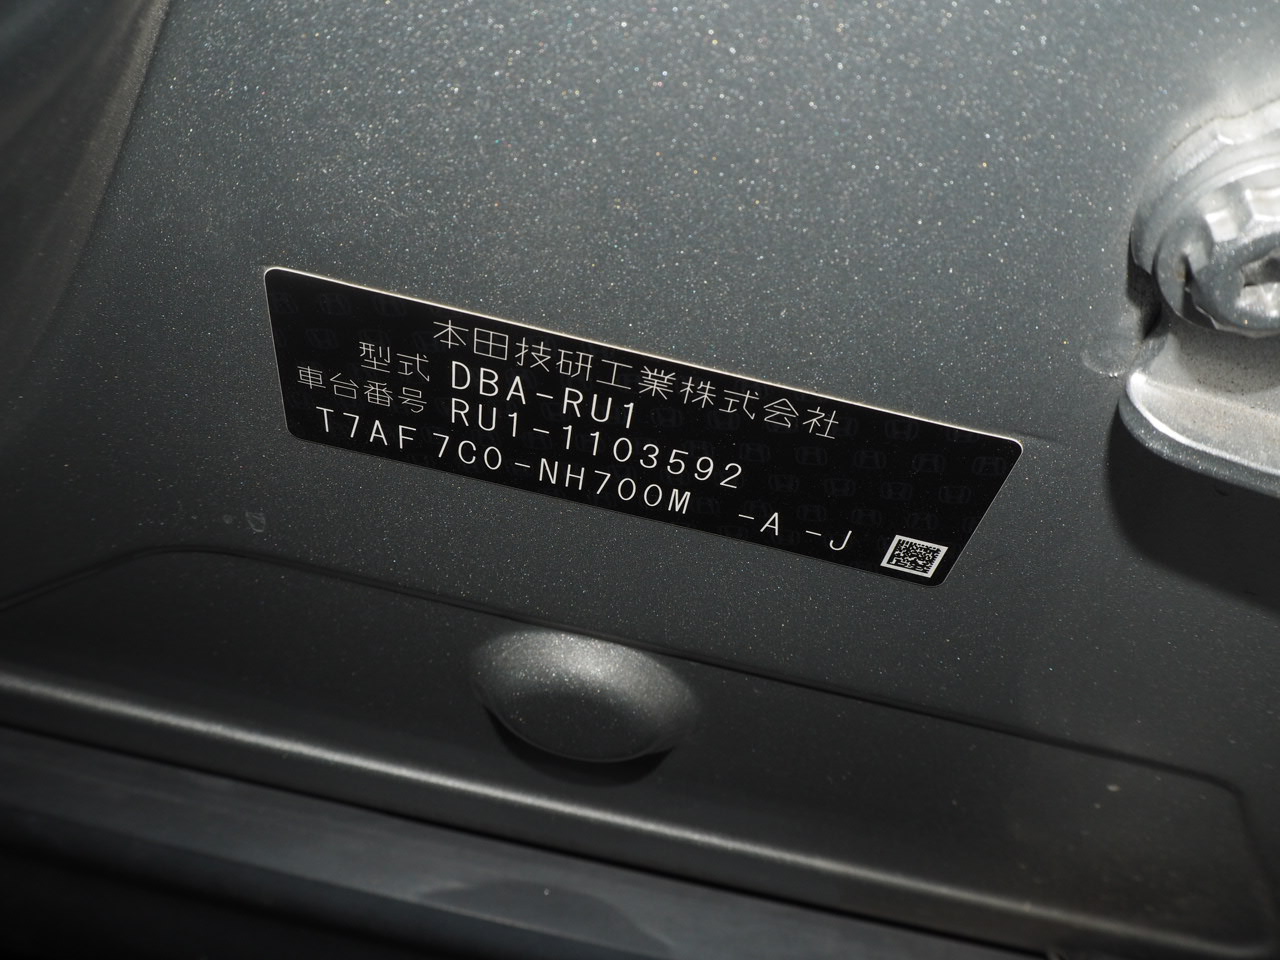 本田技研工業株式会社
型式 DBA-RU1
車台番号 RU1-1103592
T7AF 7C0-NH700M -A -J